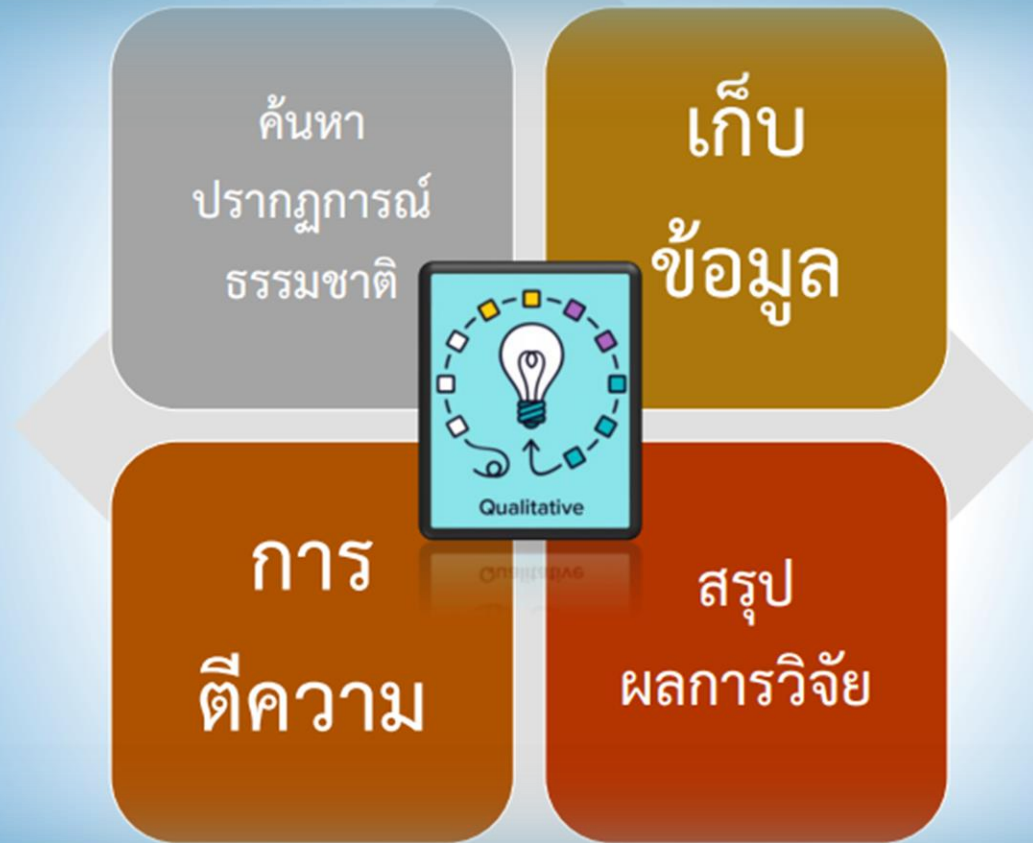 ค้นหา
ปรากฏการณ์
ธรรมชาติ
เก็บ
ข้อมูล
Qualitative
การ
ตีความ
สรุป
ผลการวิจัย